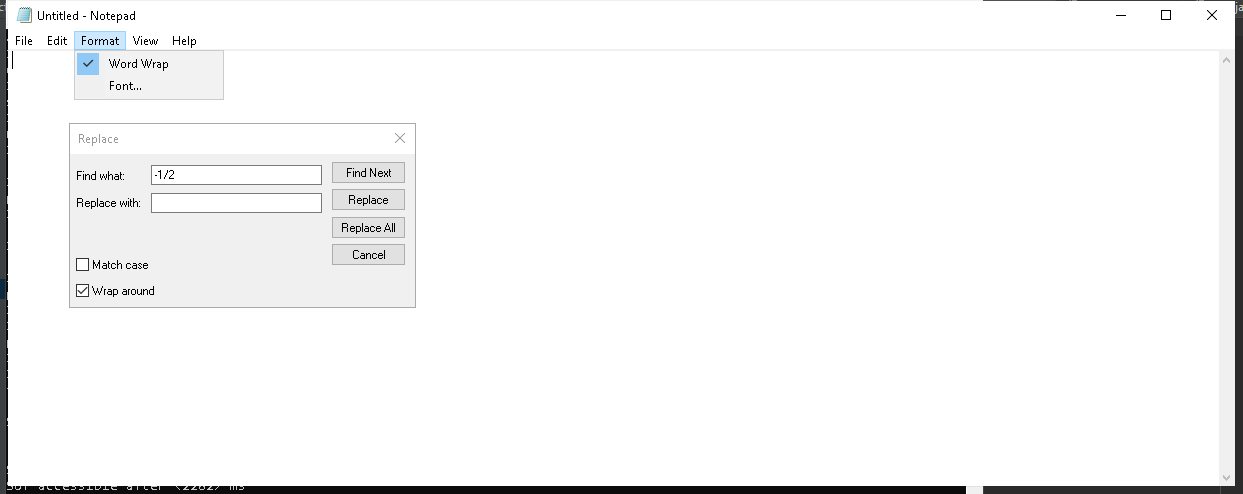 Untitled - Notepad
File Edit Format View Help
Word Wrap
Font...
Replace
Find what: -1/2 Find Next
Replace with: Replace
Replace All
Cancel
Match case
Wrap around
accessible after <2282> ms